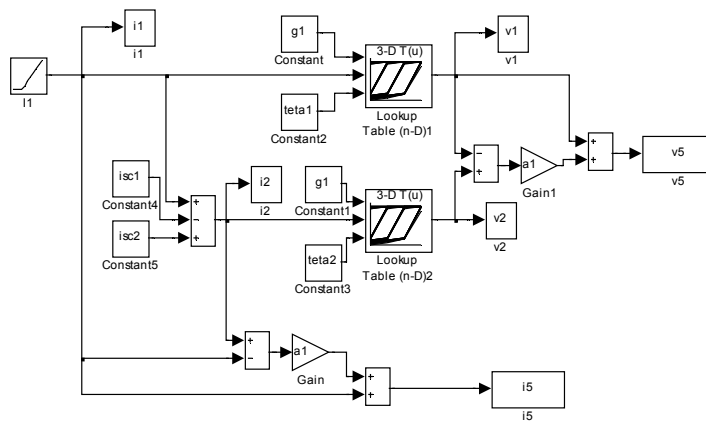 i1
i1
g1
Constant
3-D T(u)
v1
v1
I1
teta1
Constant2
Lookup
Table (n-D)1
+
+
v5
v5
isc1
Constant4
i2
i2
g1
Constant1
3-D T(u)
−
+
a1
Gain1
+
−
+
isc2
Constant5
teta2
Constant3
Lookup
Table (n-D)2
v2
v2
+
−
a1
Gain
+
+
i5
i5